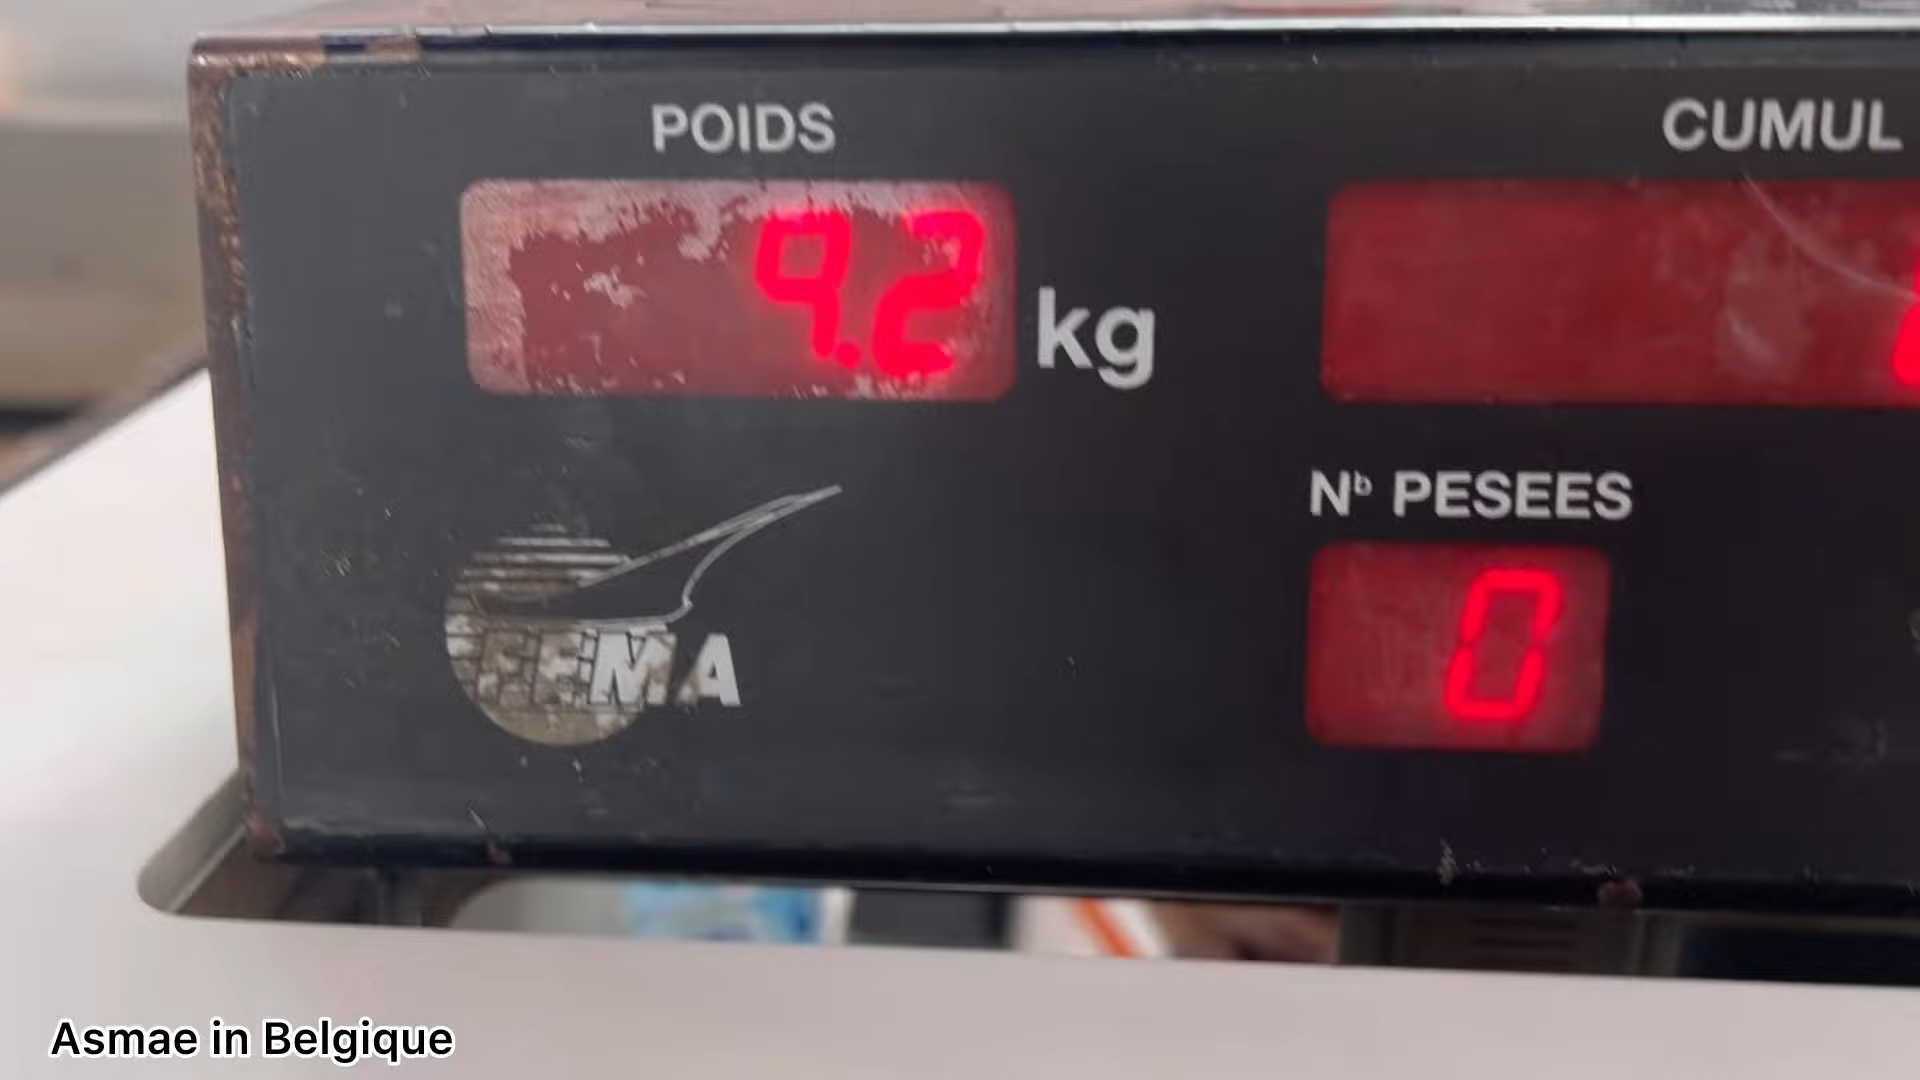 POIDS
CUMUL
9.2 kg
Nb PESEES
0
Asmae in Belgique